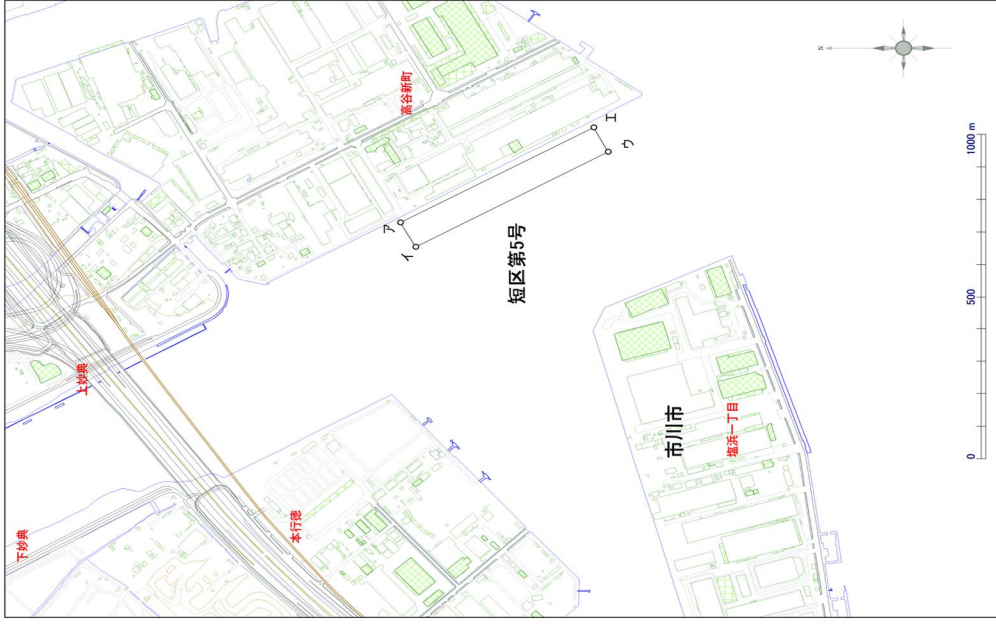 高谷新町
N
ア
イ
エ
ウ
短区第5号
上妙典
市川市
塩浜一丁目
本行徳
下妙典
0
500
1000 m